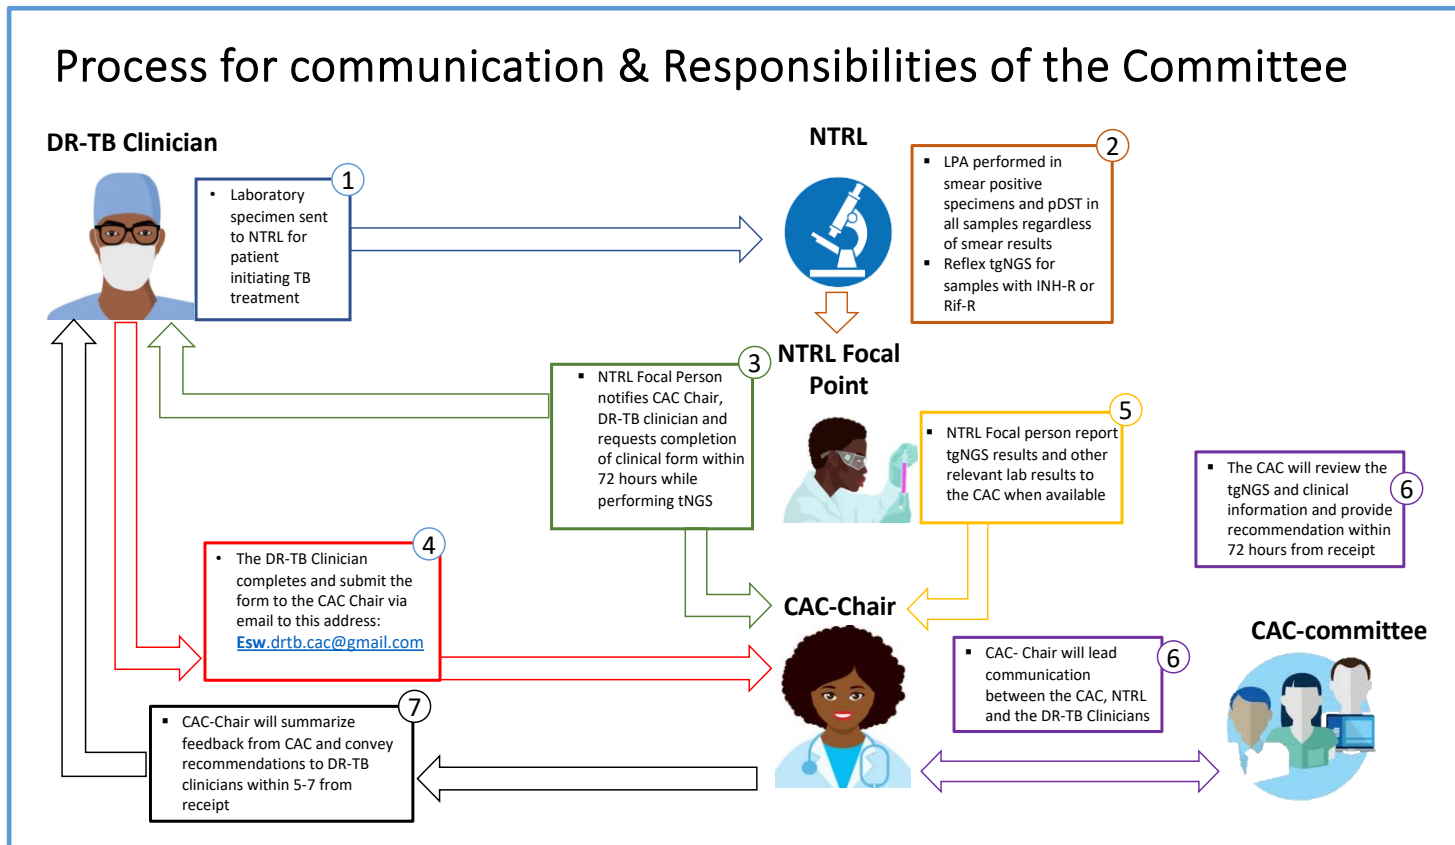 Process for communication & Responsibilities of the Committee
DR-TB Clinician
1
• Laboratory
specimen sent
to NTRL for
patient
initiating TB
treatment
NTRL
2
▪ LPA performed in
smear positive
specimens and pDST in
all samples regardless
of smear results
▪ Reflex tgNGS for
samples with INH-R or
Rif-R
3
▪ NTRL Focal Person
notifies CAC Chair,
DR-TB clinician and
requests completion
of clinical form within
72 hours while
performing tNGS
NTRL Focal
Point
5
▪ NTRL Focal person report
tgNGS results and other
relevant lab results to
the CAC when available
6
▪ The CAC will review the
tgNGS and clinical
information and provide
recommendation within
72 hours from receipt
4
• The DR-TB Clinician
completes and submit the
form to the CAC Chair via
email to this address:
Esw.drtb.cac@gmail.com
CAC-Chair
6
▪ CAC- Chair will lead
communication
between the CAC, NTRL
and the DR-TB Clinicians
CAC-committee
7
▪ CAC-Chair will summarize
feedback from CAC and convey
recommendations to DR-TB
clinicians within 5-7 from
receipt